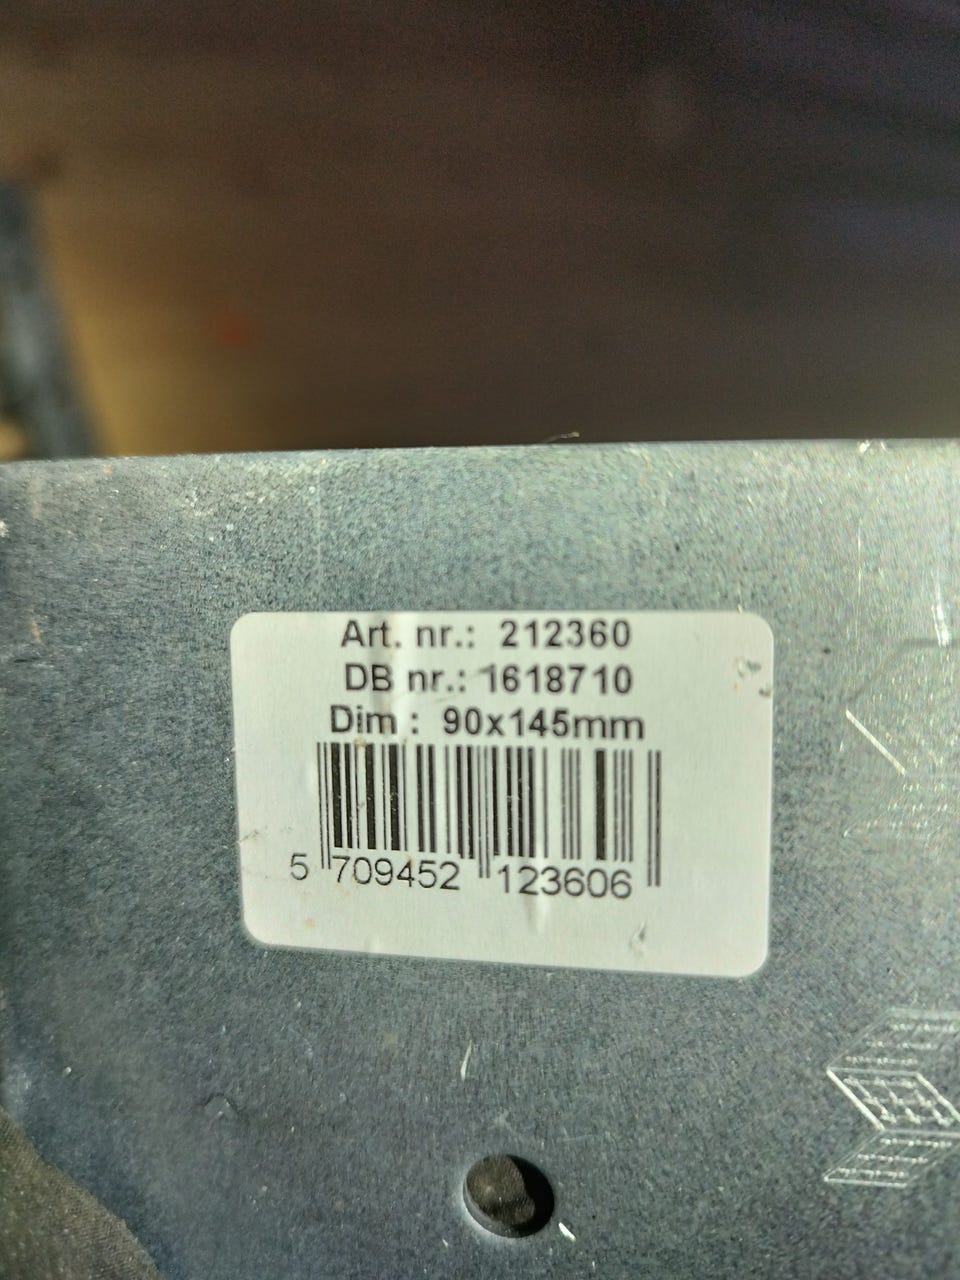 Art. nr.: 212360
DB nr.: 1618710
Dim : 90x145mm
5 709452 123606